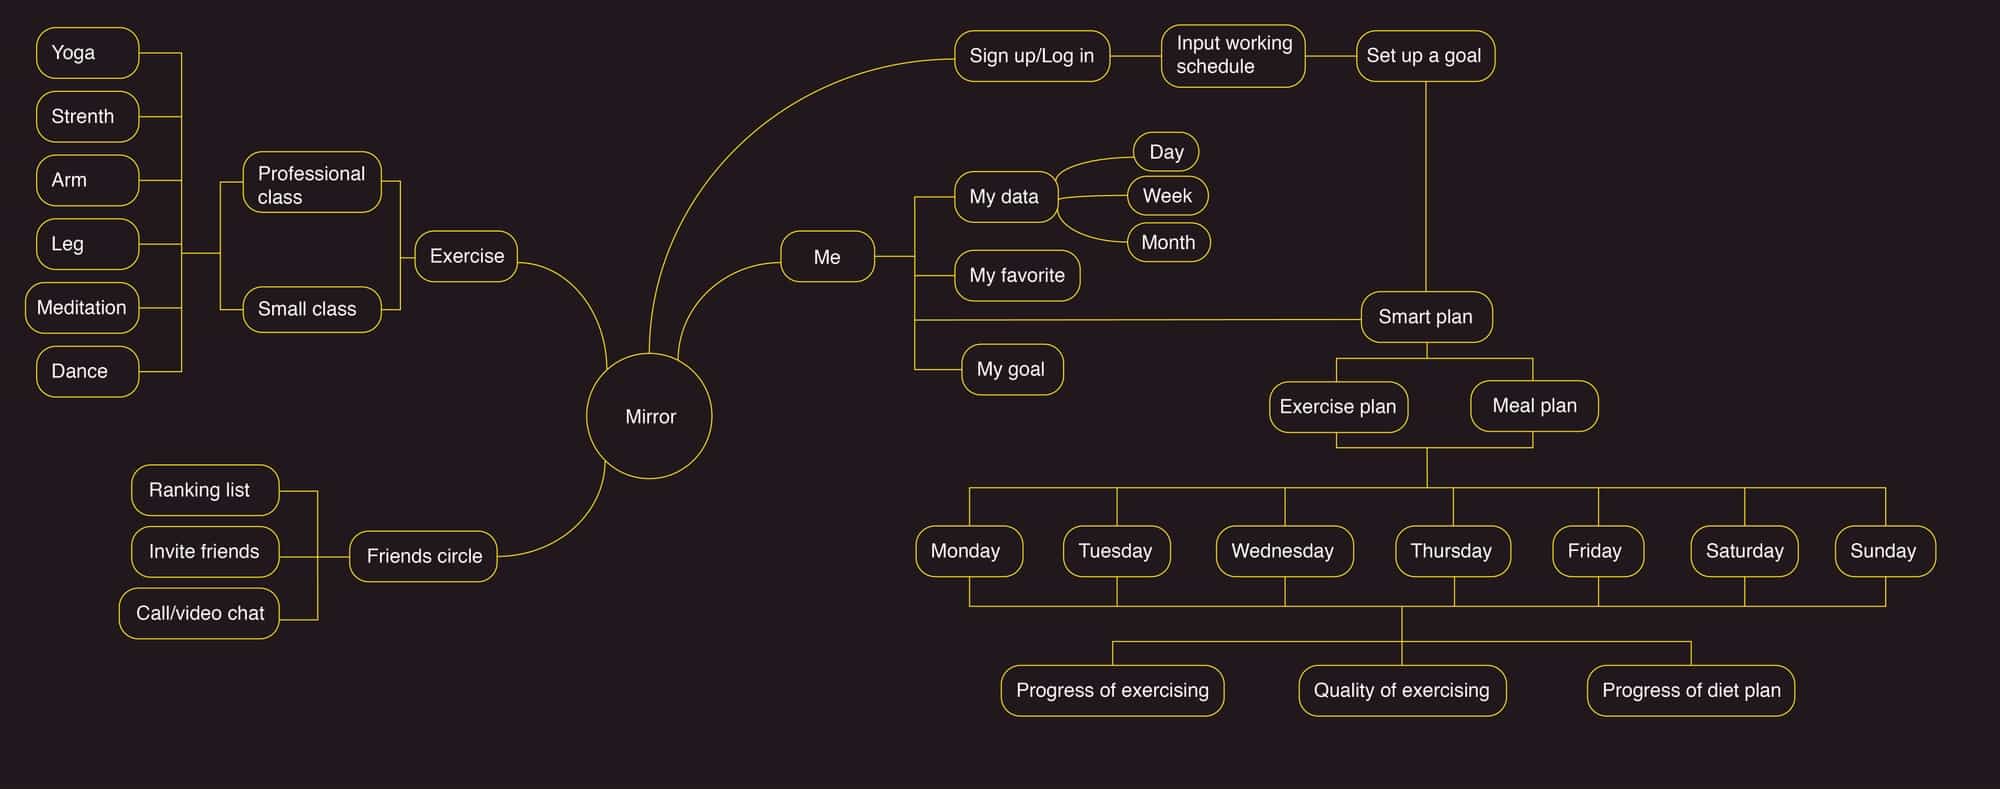 Yoga
Strenth
Arm
Leg
Meditation
Dance
Professional
class
Small class
Exercise
Ranking list
Invite friends
Call/video chat
Friends circle
Mirror
Sign up/Log in
Input working
schedule
Set up a goal
Me
My data
Day
Week
Month
My favorite
My goal
Smart plan
Exercise plan
Meal plan
Monday
Tuesday
Wednesday
Thursday
Friday
Saturday
Sunday
Progress of exercising
Quality of exercising
Progress of diet plan